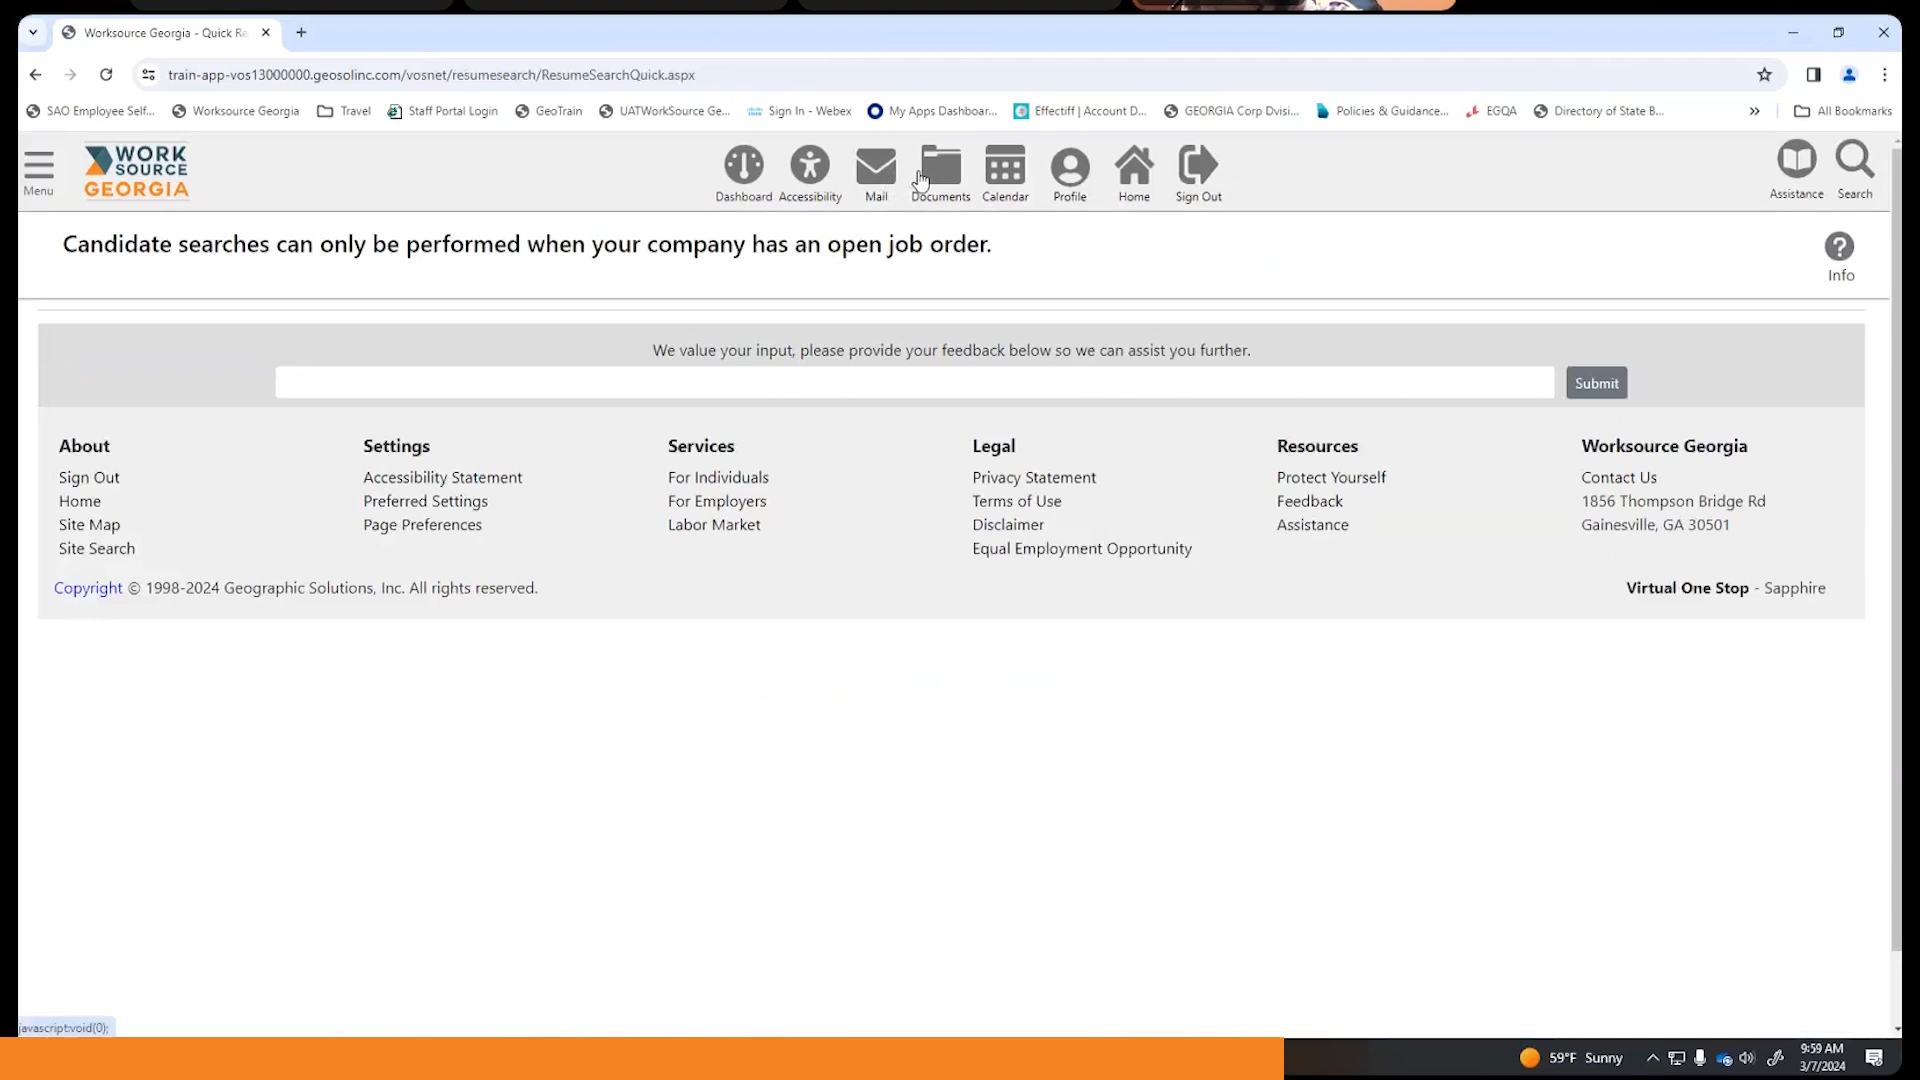 Worksource Georgia - Quick Re
train-app-vos13000000.geosolinc.com/vosnet/resumesearch/ResumeSearchQuick.aspx
SAO Employee Self... Worksource Georgia Travel Staff Portal Login GeoTrain UATWorkSource Ge... Sign In - Webex My Apps Dashboar... Effectiff | Account D... GEORGIA Corp Dvisi... Policies & Guidance... EGQA Directory of State B... » All Bookmarks
Menu
WORK
SOURCE
GEORGIA
Dashboard Accessibility Mail Documents Calendar Profile Home Sign Out
Assistance Search
Candidate searches can only be performed when your company has an open job order.
Info
We value your input, please provide your feedback below so we can assist you further.
Submit
About Settings Services Legal Resources Worksource Georgia
Sign Out Accessibility Statement For Individuals Privacy Statement Protect Yourself Contact Us
Home Preferred Settings For Employers Terms of Use Feedback 1856 Thompson Bridge Rd
Site Map Page Preferences Labor Market Disclaimer Assistance Gainesville, GA 30501
Site Search Equal Employment Opportunity
Copyright © 1998-2024 Geographic Solutions, Inc. All rights reserved. Virtual One Stop - Sapphire
javascript:void(0);
59°F Sunny
9:59 AM
3/7/2024